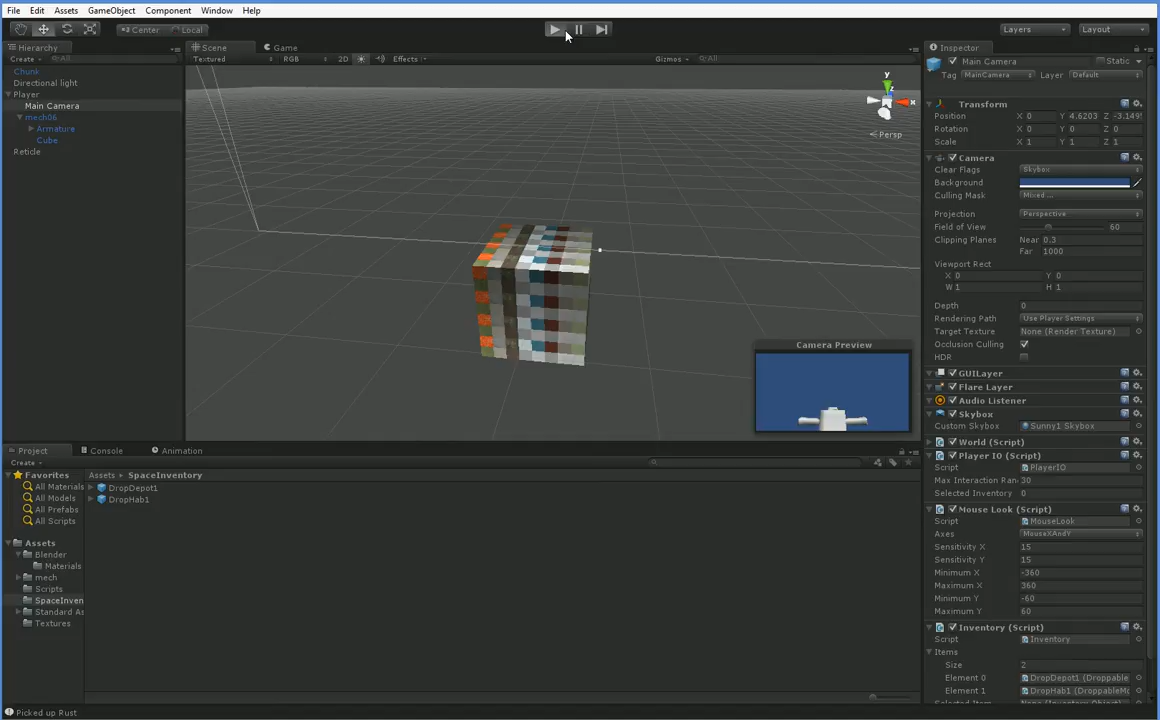 File Edit Assets GameObject Component Window Help
Center Local Layers Layout
Hierarchy
Create All
Chunk
Directional light
Player
Main Camera
mech06
Armature
Cube
Reticle
Scene Game
Textured RGB 2D Effects Gizmos All
y
x
z
Persp
Camera Preview
Inspector
Main Camera Static
Tag MainCamera Layer Default
Transform
Position X 0 Y 4.6203 Z -3.149
Rotation X 0 Y 0 Z 0
Scale X 1 Y 1 Z 1
Camera
Clear Flags Skybox
Background
Culling Mask Mixed ...
Projection Perspective
Field of View 60
Clipping Planes Near 0.3
Far 1000
Viewport Rect
X 0 Y 0
W 1 H 1
Depth 0
Rendering Path Use Player Settings
Target Texture None (Render Texture)
Occlusion Culling
HDR
GUILayer
Flare Layer
Audio Listener
Skybox
Custom Skybox Sunny1 Skybox
World (Script)
Player IO (Script)
Script PlayerIO
Max Interaction Ran 30
Selected Inventory 0
Mouse Look (Script)
Script MouseLook
Axes MouseXAndY
Sensitivity X 15
Sensitivity Y 15
Minimum X -360
Maximum X 360
Minimum Y -60
Maximum Y 60
Inventory (Script)
Script Inventory
Items
Size 2
Element 0 DropDepot1 (Droppable
Element 1 DropHab1 (DroppableMo
Project Console Animation
Create
Favorites
All Materials
All Models
All Prefabs
All Scripts
Assets
Blender
Materials
mech
Scripts
SpaceInven
Standard As
Textures
Assets SpaceInventory
DropDepot1
DropHab1
Picked up Rust